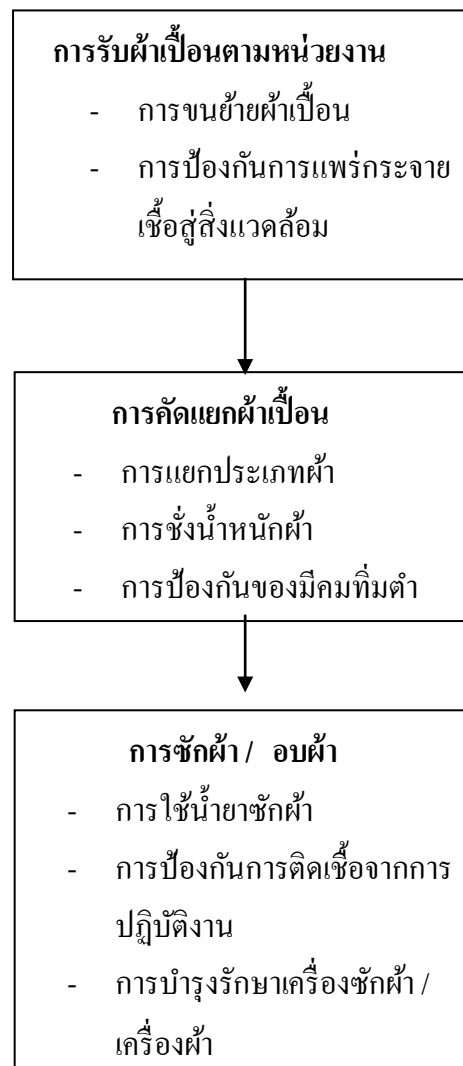 การรับผ้าเปื้อนตามหน่วยงาน
- การขนย้ายผ้าเปื้อน
- การป้องกันการแพร่กระจาย
เชื้อสู่สิ่งแวดล้อม
การคัดแยกผ้าเปื้อน
- การแยกประเภทผ้า
- การชั่งน้ำหนักผ้า
- การป้องกันของมีคมทิ่มตำ
การซักผ้า / อบผ้า
- การใช้น้ำยาซักผ้า
- การป้องกันการติดเชื้อจากการ
ปฏิบัติงาน
- การบำรุงรักษาเครื่องซักผ้า /
เครื่องผ้า